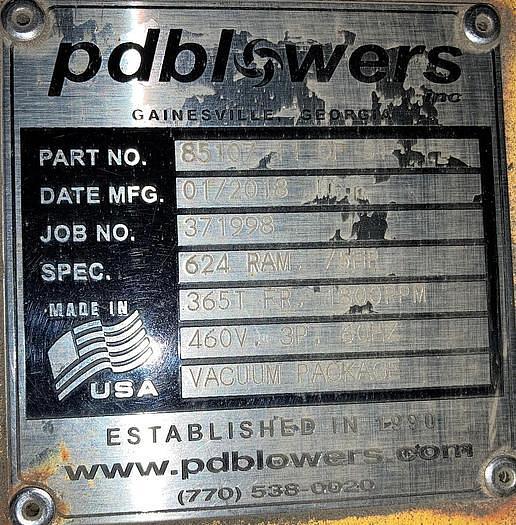 pdblowers
inc
GAINESVILLE, GEORGIA
PART NO.
DATE MFG. 01/2018
JOB NO. 371998
SPEC. 624 RAM,
365T FR, 1800RPM
460V, 3P, 60HZ
VACUUM PACKAGE
MADE IN
USA
ESTABLISHED IN 1990
www.pdblowers.com
(770) 538-0020